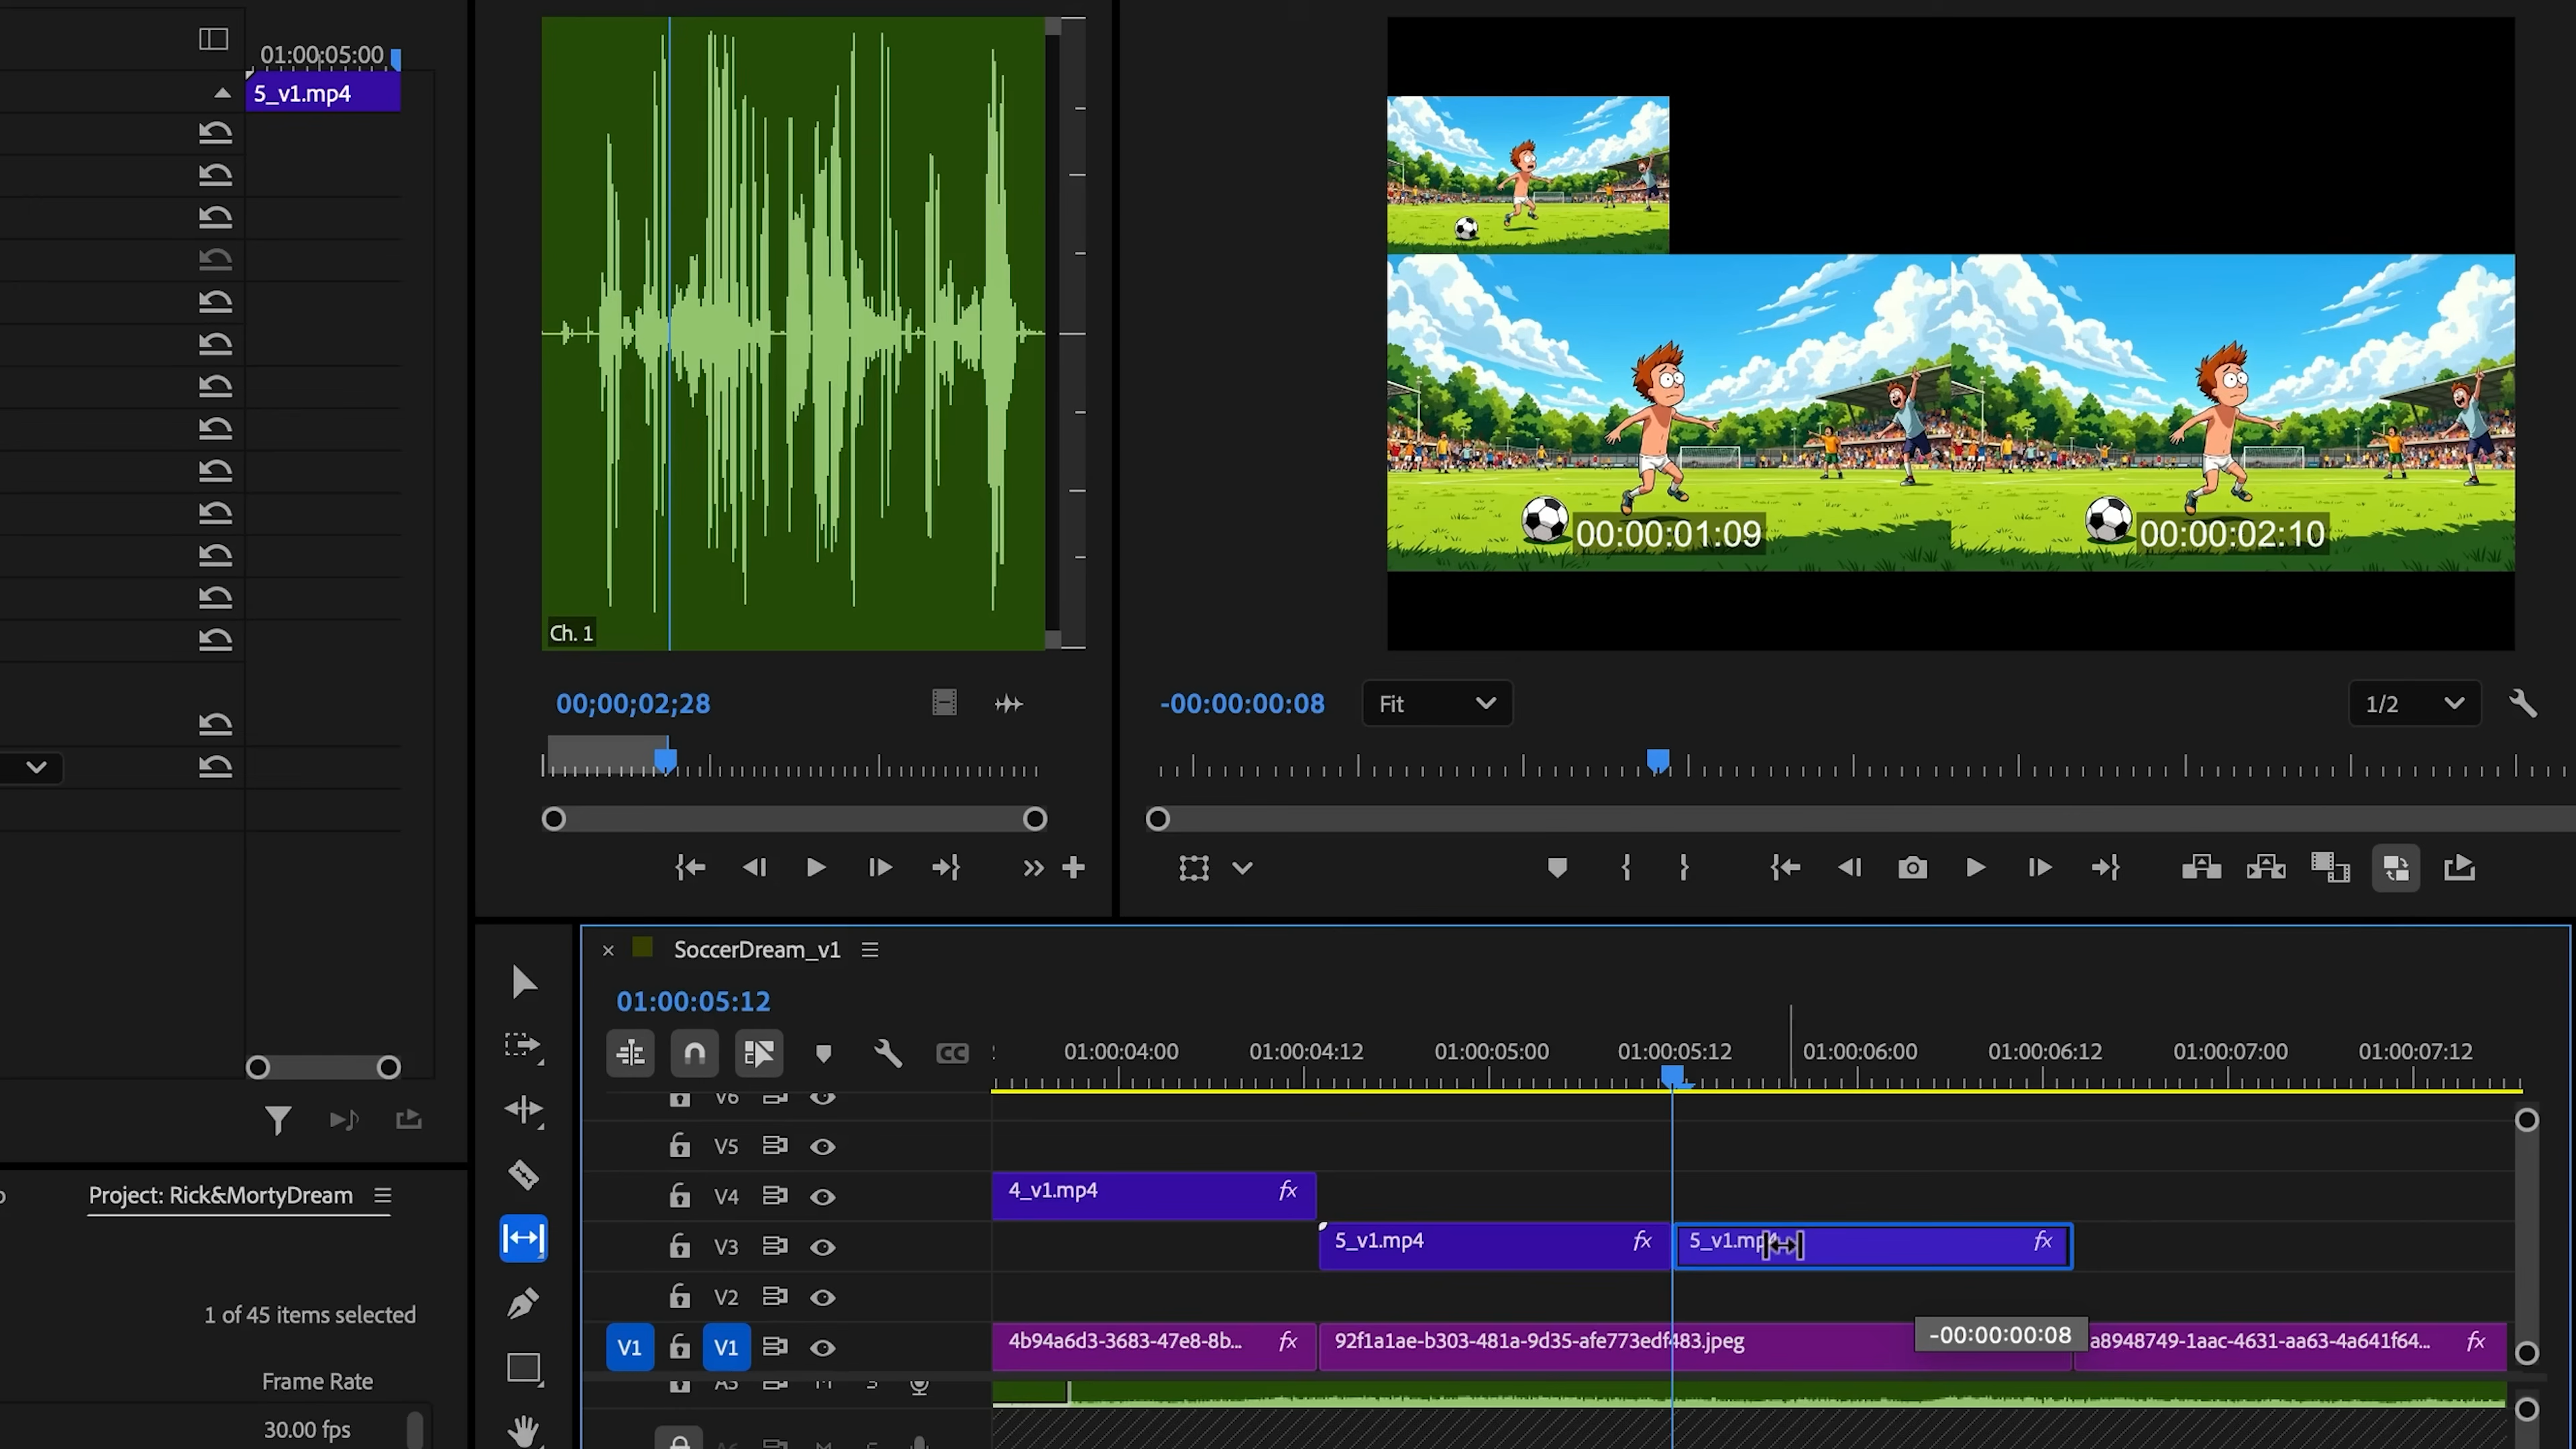 01:00:05:00
5_v1.mp4
Ch. 1
00;00;02;28
00:00:01:09
00:00:02:10
-00:00:00:08
Fit
1/2
× SoccerDream_v1
01:00:05:12
CC
01:00:04:00 01:00:04:12 01:00:05:00 01:00:05:12 01:00:06:00 01:00:06:12 01:00:07:00 01:00:07:12
V6
V5
V4
4_v1.mp4 fx
V3
5_v1.mp4 fx
5_v1.mp4 fx
V2
V1 V1
4b94a6d3-3683-47e8-8b... fx
92f1a1ae-b303-481a-9d35-afe773edf483.jpeg
-00:00:00:08
a8948749-1aac-4631-aa63-4a641f64... fx
Project: Rick&MortyDream
1 of 45 items selected
Frame Rate
30.00 fps